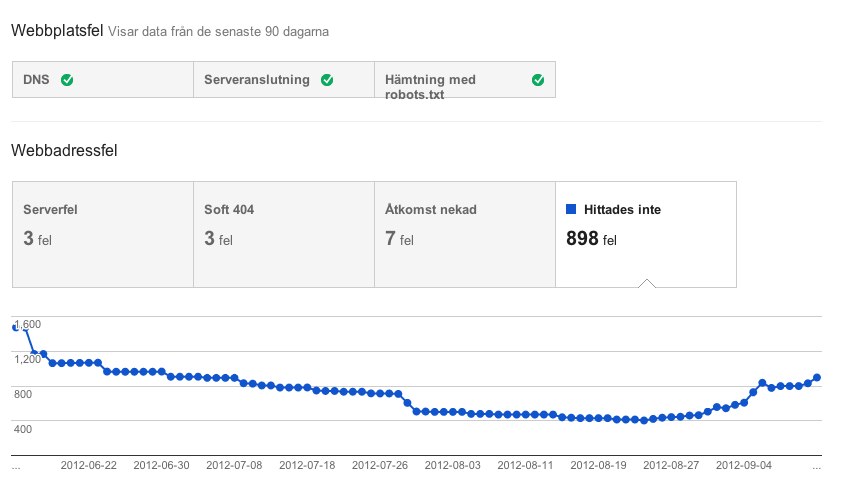 Webbplatsfel Visar data från de senaste 90 dagarna
DNS
Serveranslutning
Hämtning med
robots.txt
Webbadressfel
Serverfel
3 fel
Soft 404
3 fel
Åtkomst nekad
7 fel
Hittades inte
898 fel
1,600
1,200
800
400
... 2012-06-22 2012-06-30 2012-07-08 2012-07-18 2012-07-26 2012-08-03 2012-08-11 2012-08-19 2012-08-27 2012-09-04 ...